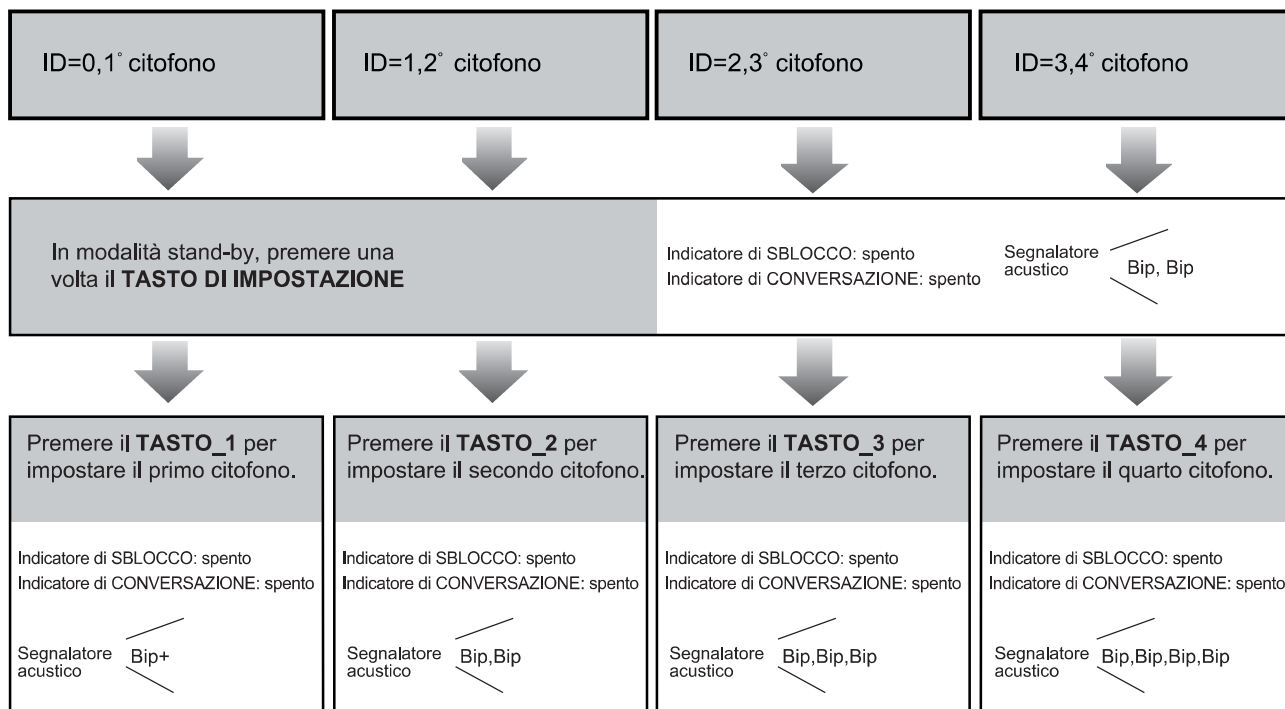 ID=0,1° citofono
ID=1,2° citofono
ID=2,3° citofono
ID=3,4° citofono
In modalità stand-by, premere una
volta il TASTO DI IMPOSTAZIONE
Indicatore di SBLOCCO: spento
Indicatore di CONVERSAZIONE: spento
Segnalatore
acustico
Bip, Bip
Premere il TASTO_1 per
impostare il primo citofono.
Indicatore di SBLOCCO: spento
Indicatore di CONVERSAZIONE: spento
Segnalatore
acustico
Bip+
Premere il TASTO_2 per
impostare il secondo citofono.
Indicatore di SBLOCCO: spento
Indicatore di CONVERSAZIONE: spento
Segnalatore
acustico
Bip,Bip
Premere il TASTO_3 per
impostare il terzo citofono.
Indicatore di SBLOCCO: spento
Indicatore di CONVERSAZIONE: spento
Segnalatore
acustico
Bip,Bip,Bip
Premere il TASTO_4 per
impostare il quarto citofono.
Indicatore di SBLOCCO: spento
Indicatore di CONVERSAZIONE: spento
Segnalatore
acustico
Bip,Bip,Bip,Bip